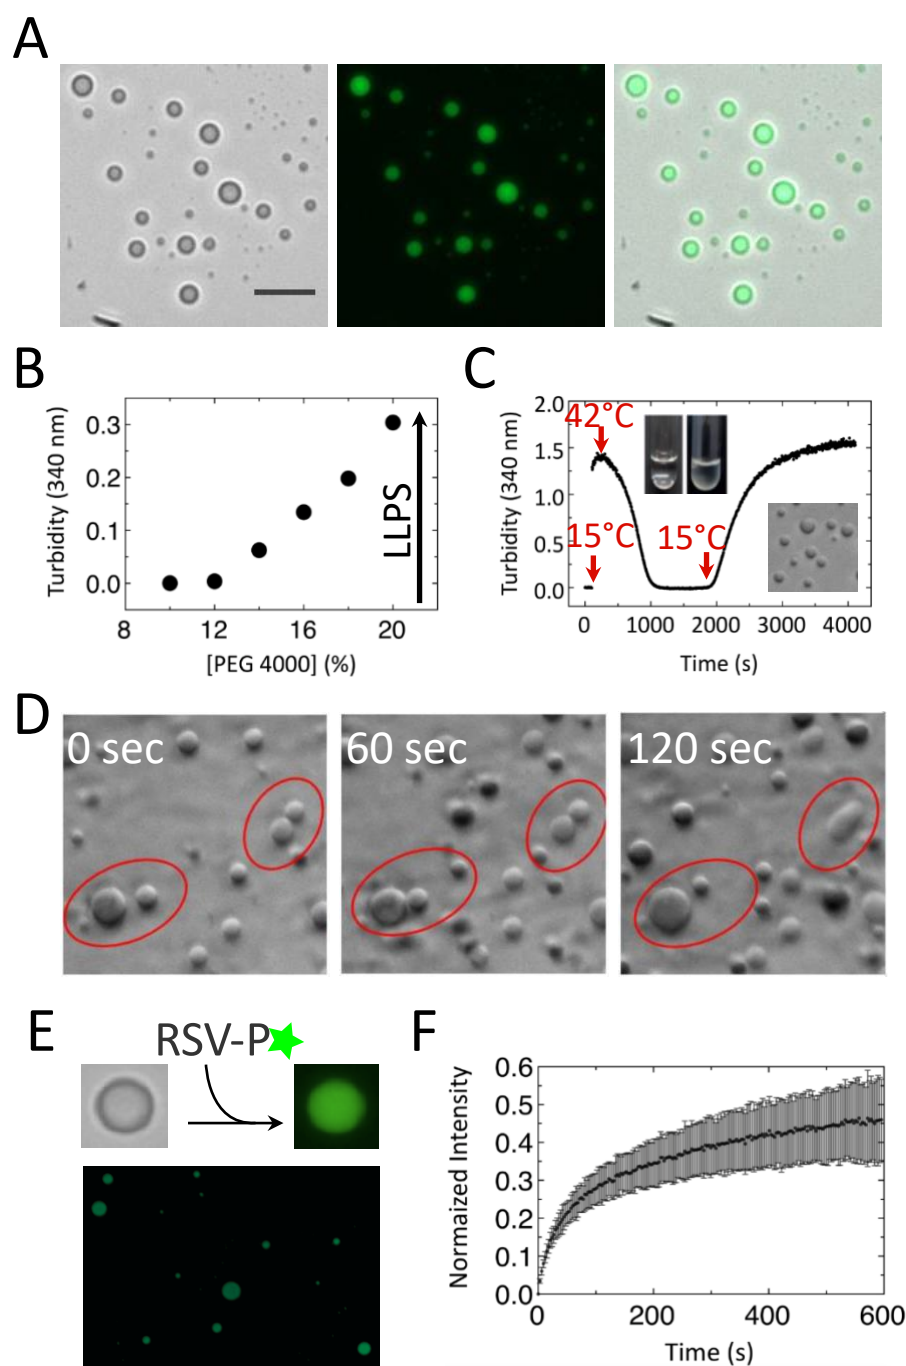 A
B
Turbidity (340 nm)
0.3
0.2
0.1
0.0
LLPS
8
12
16
20
[PEG 4000] (%)
C
Turbidity (340 nm)
2.0
1.5
1.0
0.5
0.0
42°C
15°C
15°C
0
1000
2000
3000
4000
Time (s)
D
0 sec
60 sec
120 sec
E
RSV-P
F
Normaized Intensity
0.6
0.5
0.4
0.3
0.2
0.1
0.0
0
200
400
600
Time (s)